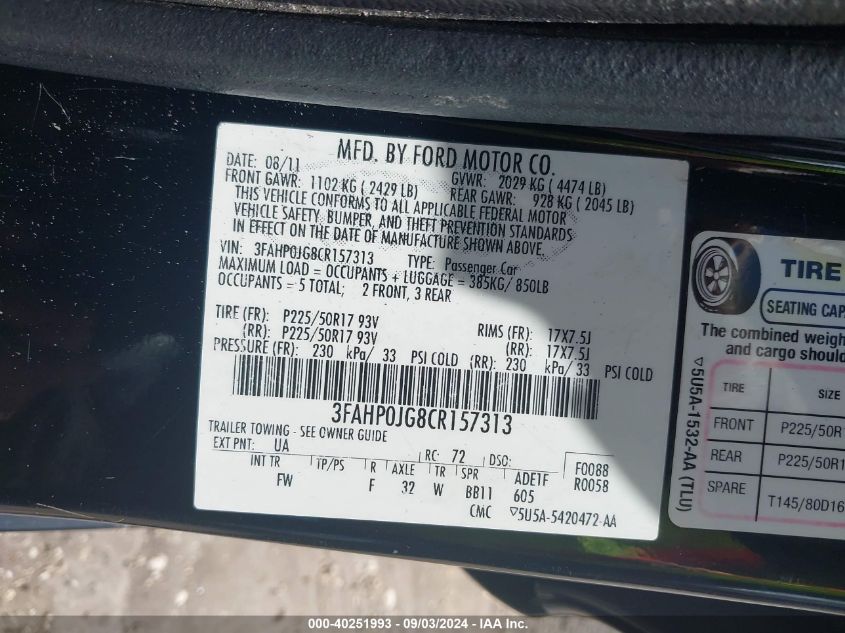 MFD. BY FORD MOTOR CO.
DATE: 08/11
GVWR: 2029 KG ( 4474 LB)
FRONT GAWR: 1102 KG ( 2429 LB)
REAR GAWR: 928 KG ( 2045 LB)
THIS VEHICLE CONFORMS TO ALL APPLICABLE FEDERAL MOTOR
VEHICLE SAFETY, BUMPER, AND THEFT PREVENTION STANDARDS
IN EFFECT ON THE DATE OF MANUFACTURE SHOWN ABOVE.
VIN: 3FAHP0JG8CR157313 TYPE: Passenger Car
MAXIMUM LOAD = OCCUPANTS + LUGGAGE = 385KG/ 850LB
OCCUPANTS = 5 TOTAL; 2 FRONT, 3 REAR
TIRE (FR): P225/50R17 93V RIMS (FR): 17X7.5J
(RR): P225/50R17 93V (RR): 17X7.5J
PRESSURE (FR): 230 kPa/ 33 PSI COLD (RR): 230 kPa/ 33 PSI COLD
3FAHP0JG8CR157313
TRAILER TOWING - SEE OWNER GUIDE
EXT PNT: UA RC: 72 DSO: F0088
INT TR TP/PS R AXLE TR SPR ADE1F R0058
FW F 32 W BB11 605
CMC ▽5U5A-5420472-AA
TIRE
SEATING CAP
The combined weigh
and cargo should
TIRE SIZE
FRONT P225/50R1
REAR P225/50R1
SPARE T145/80D16
▽5U5A-1532-AA (TLU)
000-40251993 - 09/03/2024 - IAA Inc.